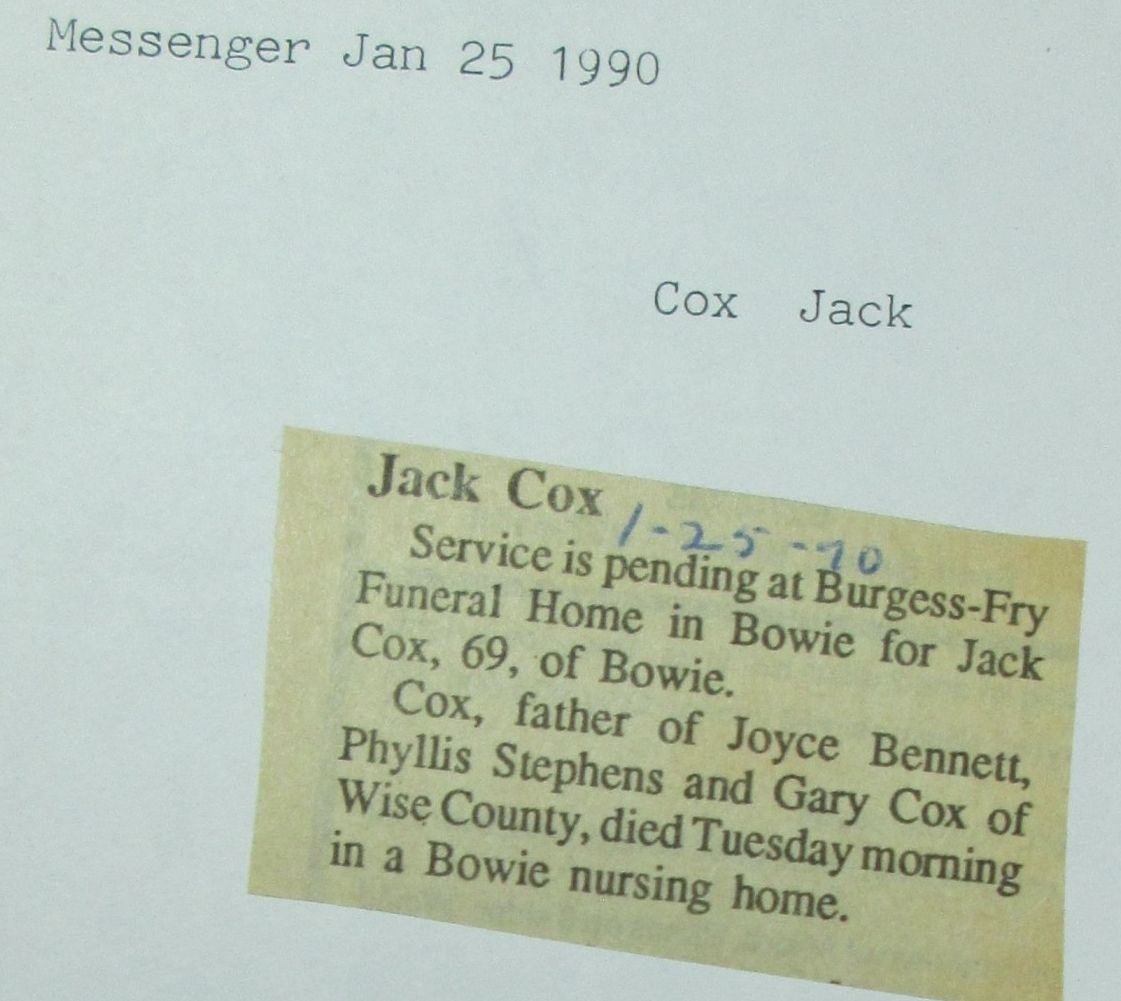 Messenger Jan 25 1990
Cox Jack
Jack Cox
1-25-90
Service is pending at Burgess-Fry
Funeral Home in Bowie for Jack
Cox, 69, of Bowie.
Cox, father of Joyce Bennett,
Phyllis Stephens and Gary Cox of
Wise County, died Tuesday morning
in a Bowie nursing home.